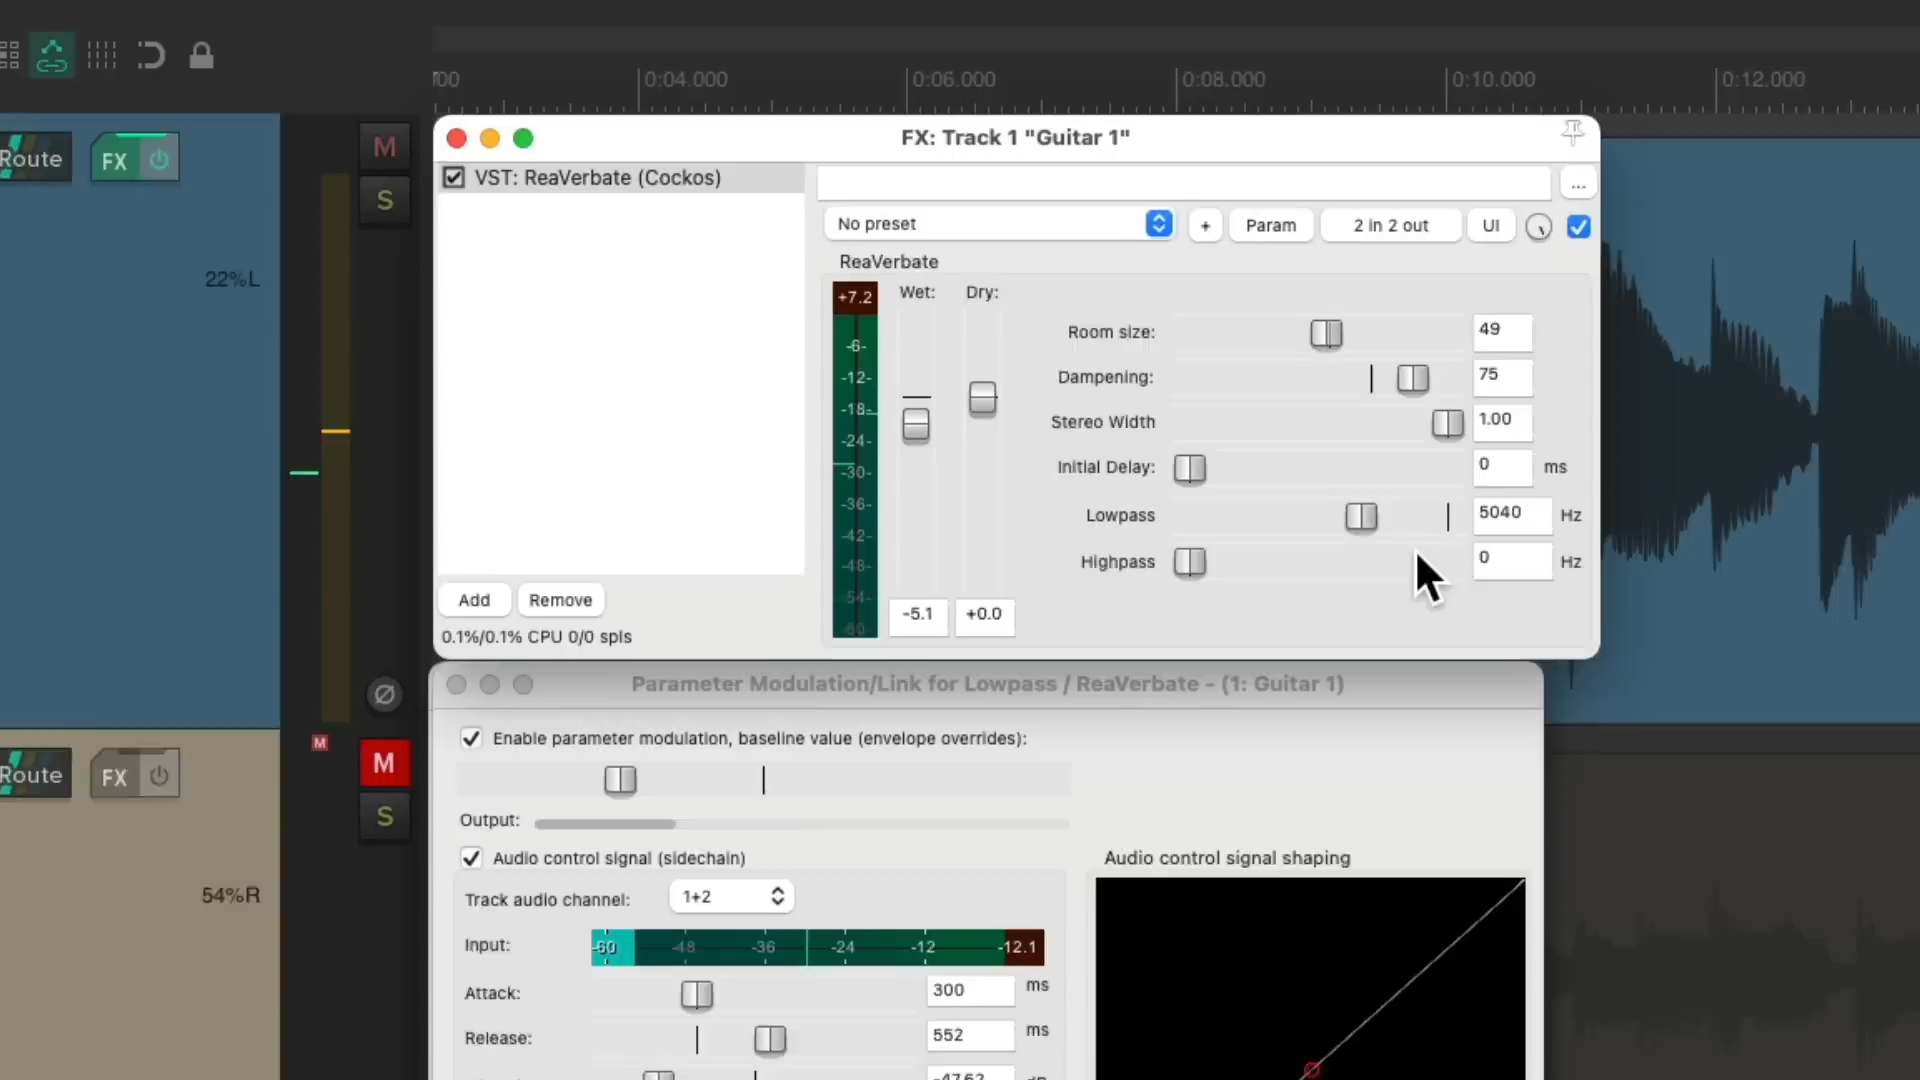 :00 0:04.000 0:06.000 0:08.000 0:10.000 0:12.000
Route FX M
S
22%L
FX: Track 1 "Guitar 1"
VST: ReaVerbate (Cockos)
...
No preset + Param 2 in 2 out UI
ReaVerbate
+7.2 Wet: Dry:
-6-
-12-
-18-
-24-
-30-
-36-
-42-
-48-
-54-
-60
-5.1 +0.0
Room size: 49
Dampening: 75
Stereo Width 1.00
Initial Delay: 0 ms
Lowpass 5040 Hz
Highpass 0 Hz
Add Remove
0.1%/0.1% CPU 0/0 spls
Parameter Modulation/Link for Lowpass / ReaVerbate - (1: Guitar 1)
Enable parameter modulation, baseline value (envelope overrides):
Output:
Audio control signal (sidechain) Audio control signal shaping
Track audio channel: 1+2
Input: -60 -48 -36 -24 -12 -12.1
Attack: 300 ms
Release: 552 ms
M
Route FX M
S
54%R